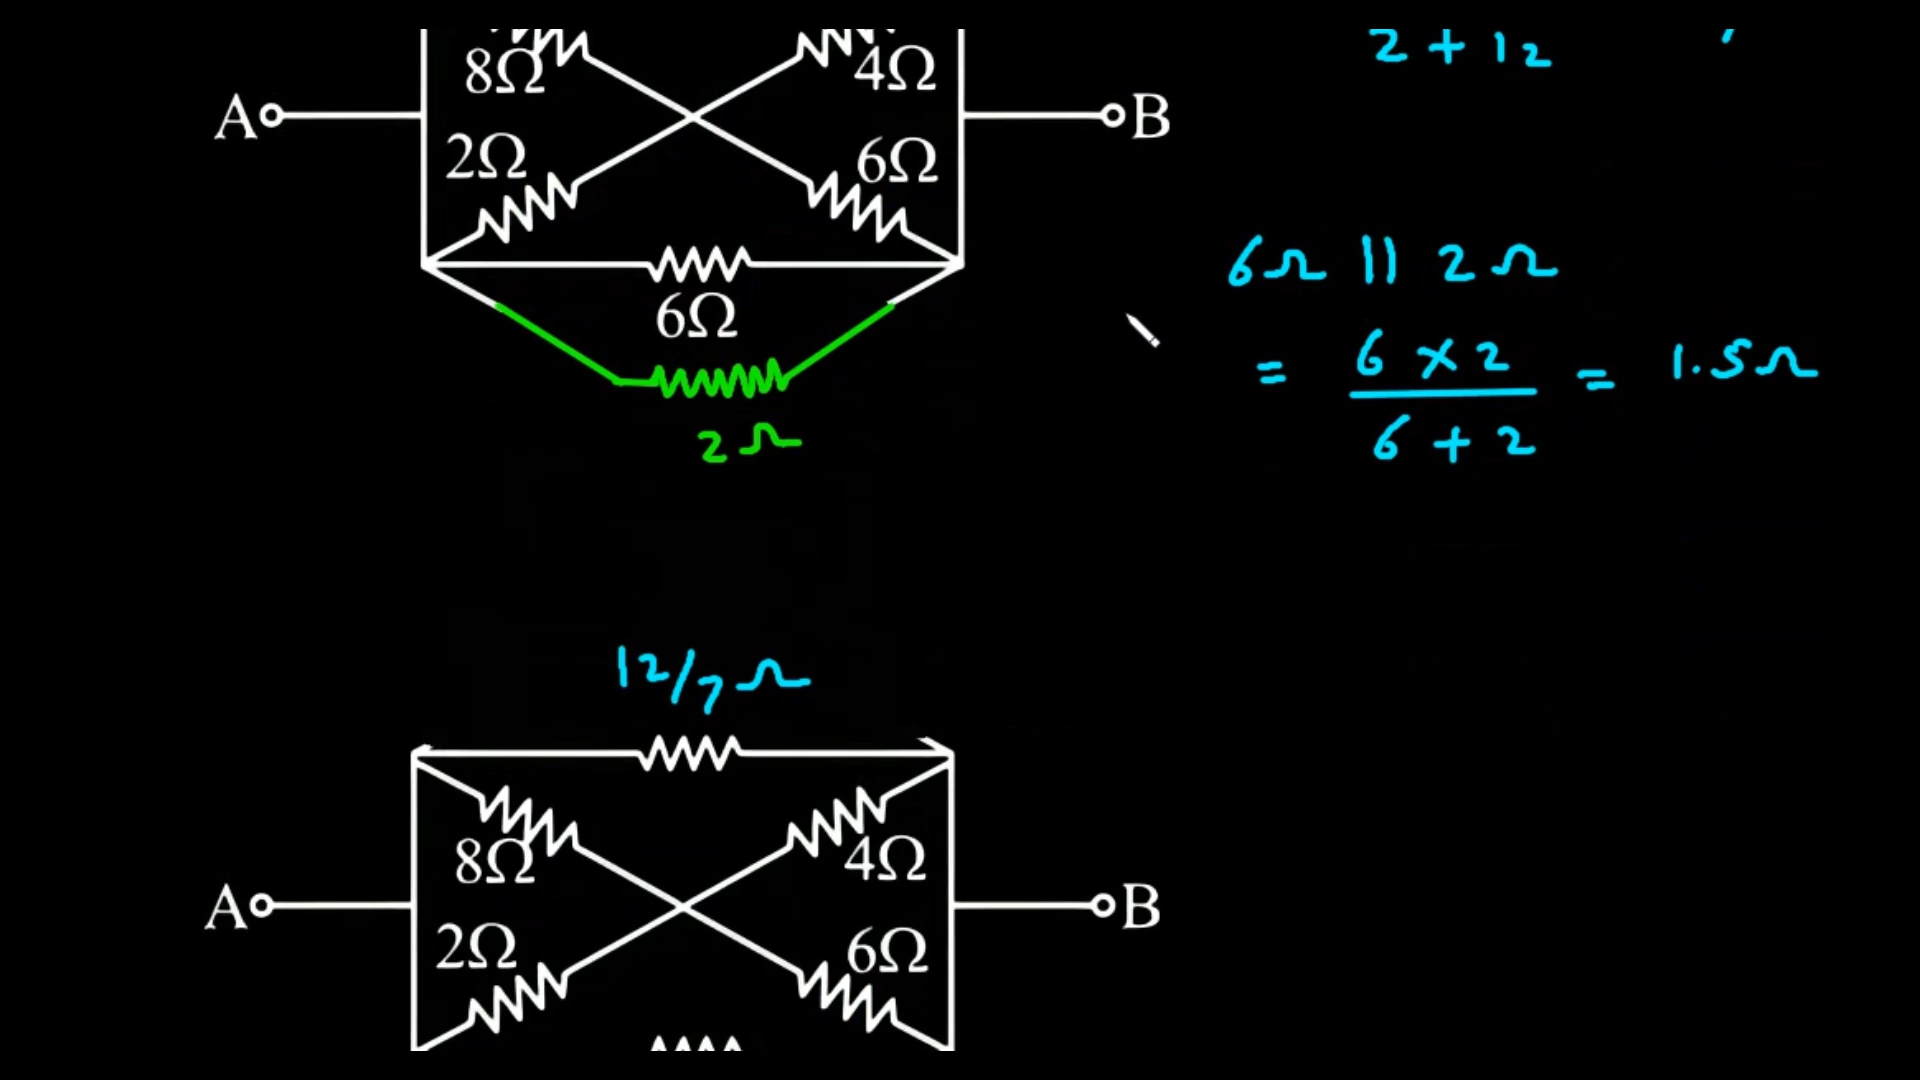 2 + 12
8Ω 4Ω
A B
2Ω 6Ω
6Ω || 2Ω
6Ω
= 6 × 2 = 1.5Ω
6 + 2
2Ω
12/7 Ω
8Ω 4Ω
A B
2Ω 6Ω